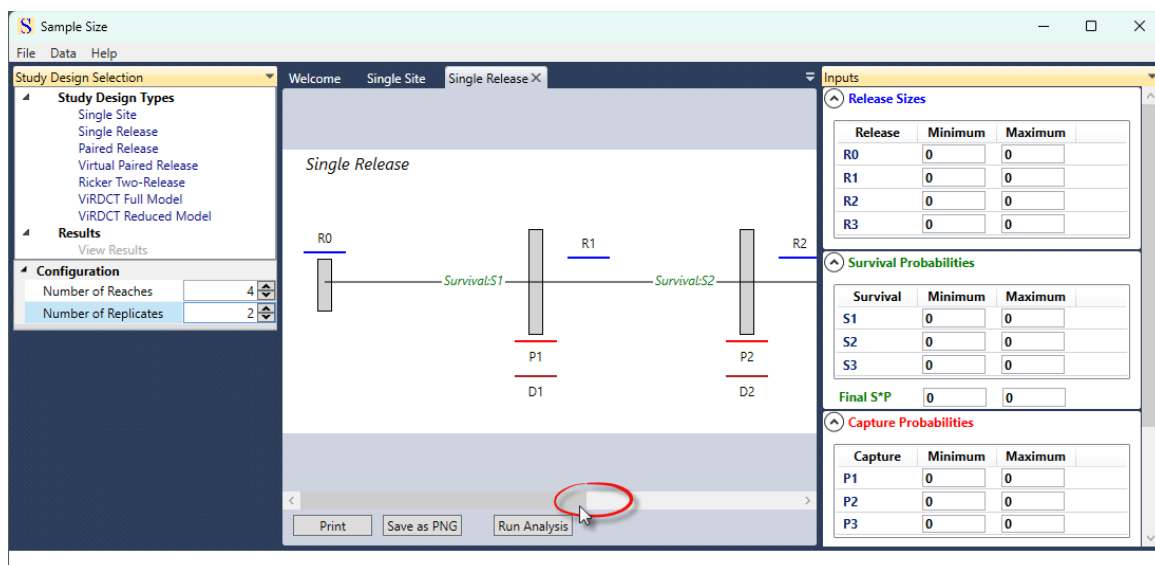 S Sample Size
File Data Help
Study Design Selection
Study Design Types
Single Site
Single Release
Paired Release
Virtual Paired Release
Ricker Two-Release
ViRDCT Full Model
ViRDCT Reduced Model
Results
View Results
Configuration
Number of Reaches 4
Number of Replicates 2
Welcome Single Site Single Release
Single Release
R0 R1 R2
Survival:S1 Survival:S2
P1 P2
D1 D2
Print Save as PNG Run Analysis
Inputs
Release Sizes
Release Minimum Maximum
R0 0 0
R1 0 0
R2 0 0
R3 0 0
Survival Probabilities
Survival Minimum Maximum
S1 0 0
S2 0 0
S3 0 0
Final S*P 0 0
Capture Probabilities
Capture Minimum Maximum
P1 0 0
P2 0 0
P3 0 0